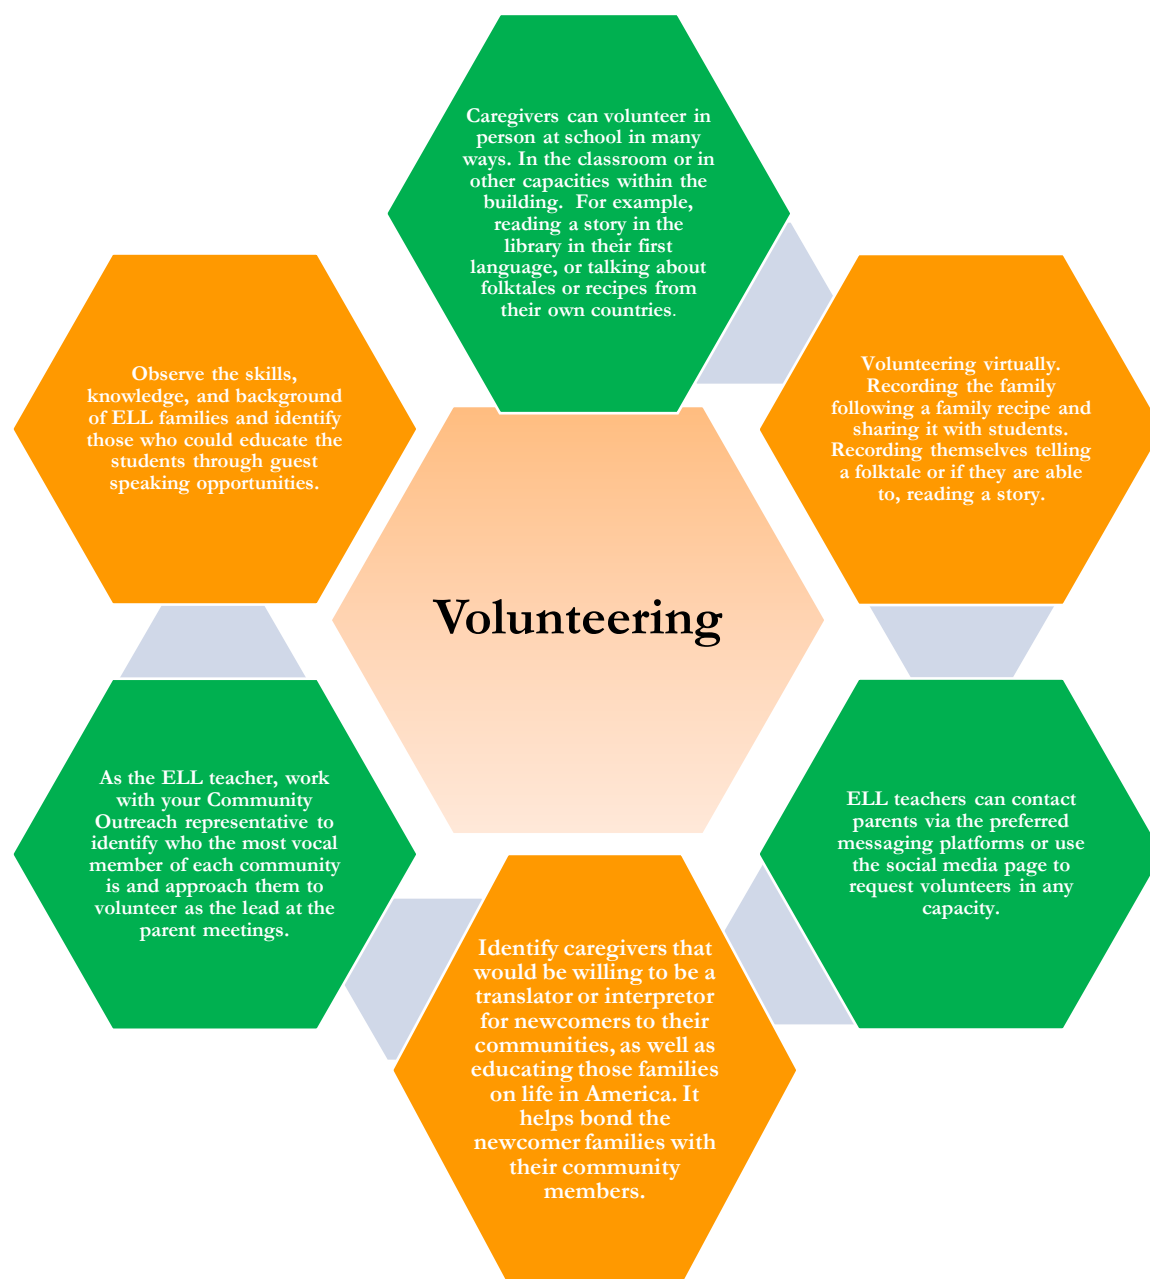 Caregivers can volunteer in
person at school in many
ways. In the classroom or in
other capacities within the
building.  For example,
reading a story in the
library in their first
language, or talking about
folktales or recipes from
their own countries.
Volunteering virtually.
Recording the family
following a family recipe and
sharing it with students.
Recording themselves telling
a folktale or if they are able
to, reading a story.
ELL teachers can contact
parents via the preferred
messaging platforms or use
the social media page to
request volunteers in any
capacity.
Identify caregivers that
would be willing to be a
translator or interpretor
for newcomers to their
communities, as well as
educating those families
on life in America. It
helps bond the
newcomer families with
their community
members.
As the ELL teacher, work
with your Community
Outreach representative to
identify who the most vocal
member of each community
is and approach them to
volunteer as the lead at the
parent meetings.
Observe the skills,
knowledge, and background
of ELL families and identify
those who could educate the
students through guest
speaking opportunities.
Volunteering